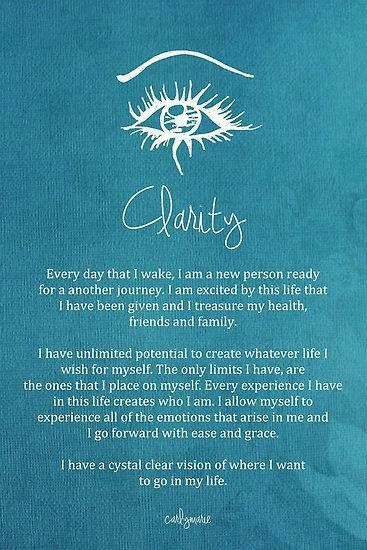 Clarity
Every day that I wake, I am a new person ready
for a another journey. I am excited by this life that
I have been given and I treasure my health,
friends and family.
I have unlimited potential to create whatever life I
wish for myself. The only limits I have, are
the ones that I place on myself. Every experience I have
in this life creates who I am. I allow myself to
experience all of the emotions that arise in me and
I go forward with ease and grace.
I have a cystal clear vision of where I want
to go in my life.
carlymarie